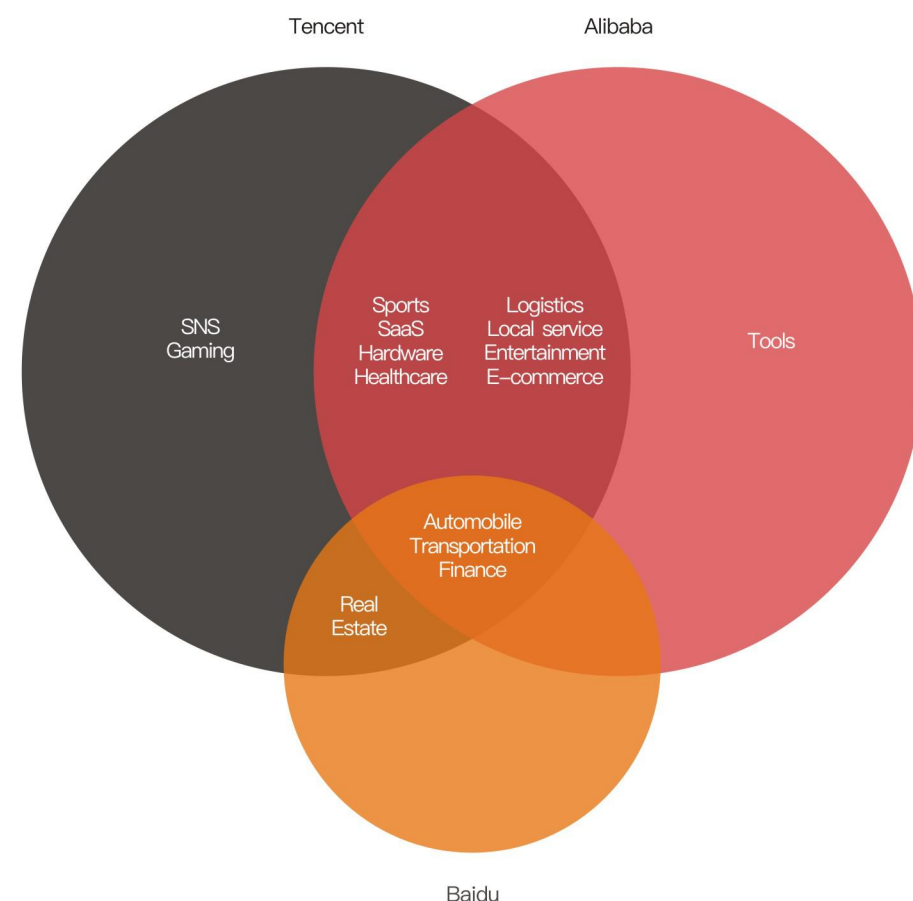 Tencent
Alibaba
SNS
Gaming
Sports
SaaS
Hardware
Healthcare
Logistics
Local service
Entertainment
E-commerce
Tools
Automobile
Transportation
Finance
Real
Estate
Baidu